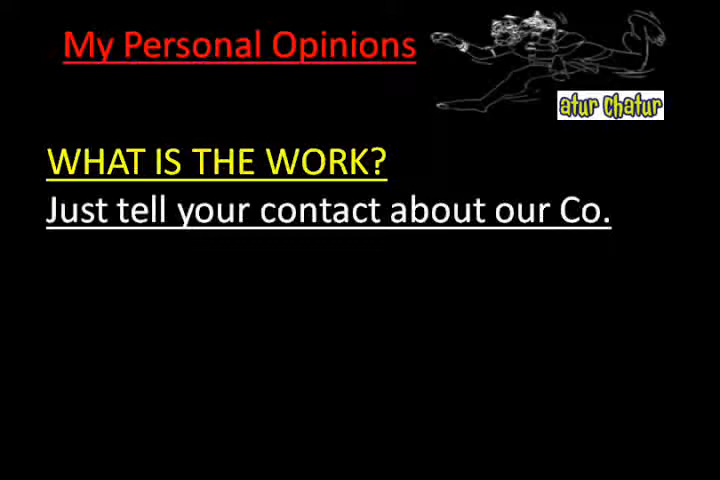 My Personal Opinions
atur Chatur
WHAT IS THE WORK?
Just tell your contact about our Co.